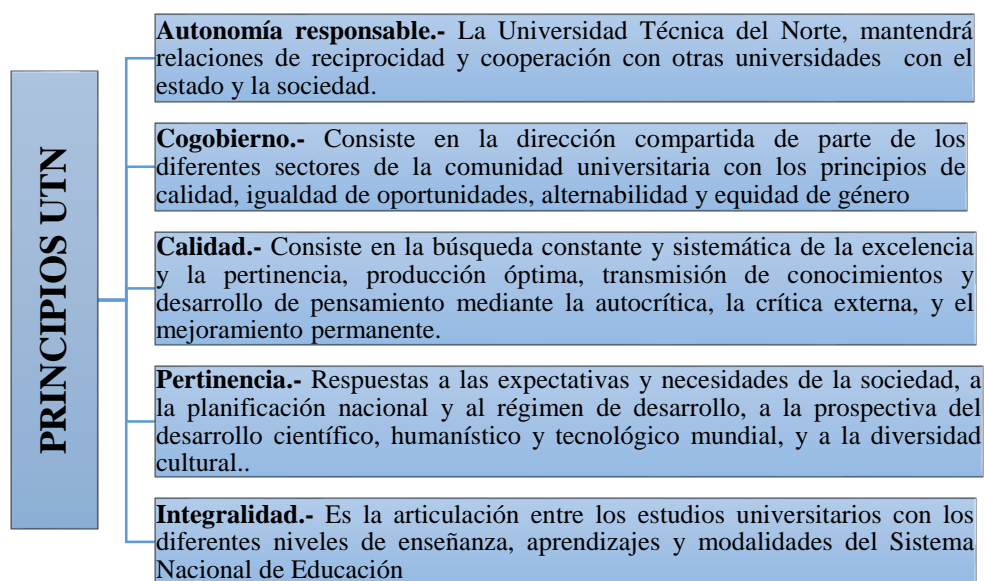 PRINCIPIOS UTN
Autonomía responsable.- La Universidad Técnica del Norte, mantendrá
relaciones de reciprocidad y cooperación con otras universidades con el
estado y la sociedad.
Cogobierno.- Consiste en la dirección compartida de parte de los
diferentes sectores de la comunidad universitaria con los principios de
calidad, igualdad de oportunidades, alternabilidad y equidad de género
Calidad.- Consiste en la búsqueda constante y sistemática de la excelencia
y la pertinencia, producción óptima, transmisión de conocimientos y
desarrollo de pensamiento mediante la autocrítica, la crítica externa, y el
mejoramiento permanente.
Pertinencia.- Respuestas a las expectativas y necesidades de la sociedad, a
la planificación nacional y al régimen de desarrollo, a la prospectiva del
desarrollo científico, humanístico y tecnológico mundial, y a la diversidad
cultural..
Integralidad.- Es la articulación entre los estudios universitarios con los
diferentes niveles de enseñanza, aprendizajes y modalidades del Sistema
Nacional de Educación